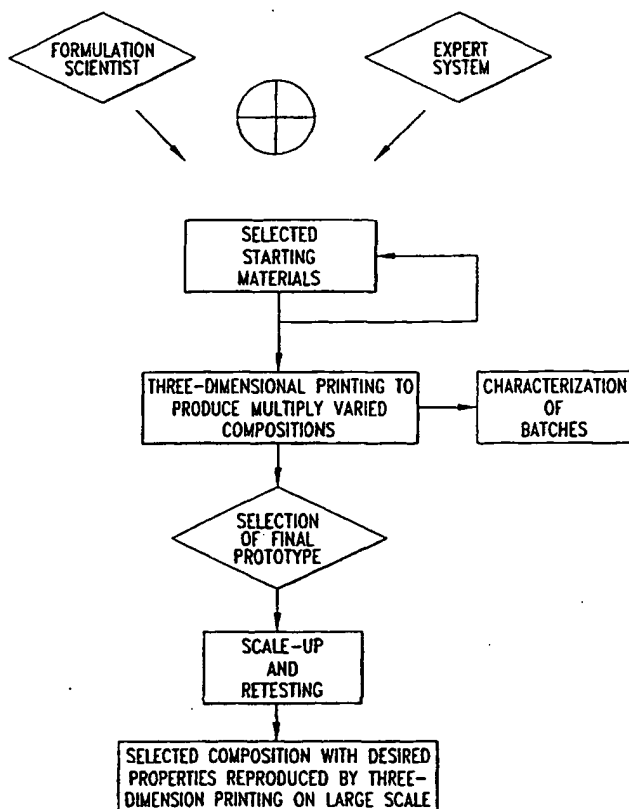 FORMULATION
SCIENTIST
EXPERT
SYSTEM
SELECTED
STARTING
MATERIALS
THREE-DIMENSIONAL PRINTING TO
PRODUCE MULTIPLY VARIED
COMPOSITIONS
CHARACTERIZATION
OF
BATCHES
SELECTION
OF FINAL
PROTOTYPE
SCALE-UP
AND
RETESTING
SELECTED COMPOSITION WITH DESIRED
PROPERTIES REPRODUCED BY THREE-
DIMENSION PRINTING ON LARGE SCALE